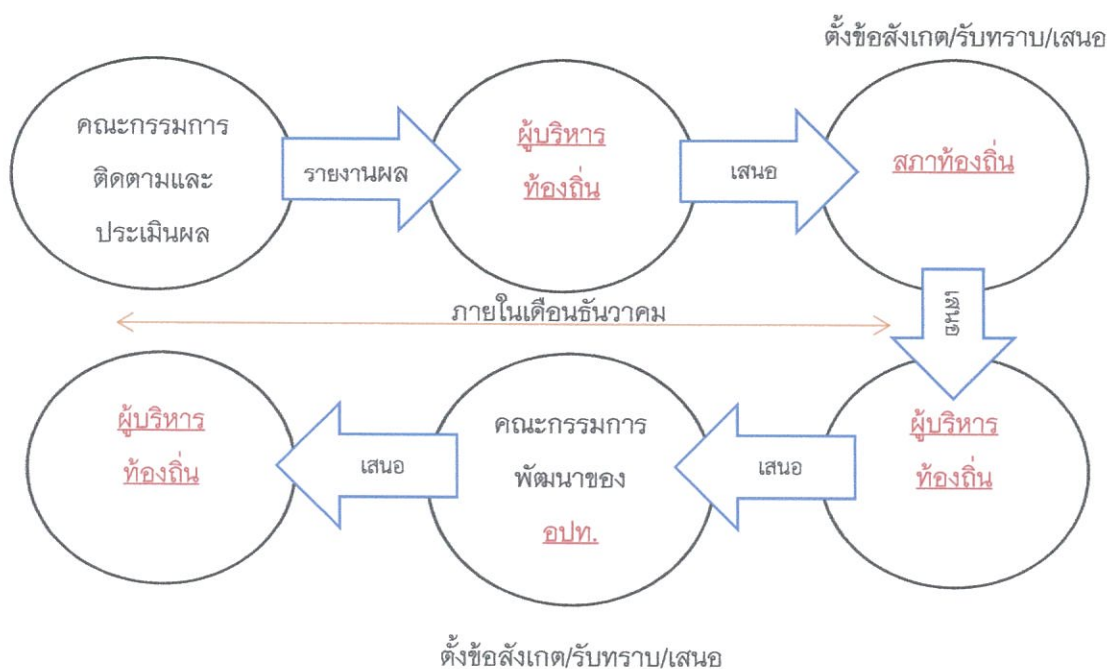 ตั้งข้อสังเกต/รับทราบ/เสนอ
คณะกรรมการ
ติดตามและ
ประเมินผล
รายงานผล
ผู้บริหาร
ท้องถิ่น
เสนอ
สภาท้องถิ่น
เสนอ
ภายในเดือนธันวาคม
ผู้บริหาร
ท้องถิ่น
เสนอ
คณะกรรมการ
พัฒนาของ
อปท.
เสนอ
ผู้บริหาร
ท้องถิ่น
ตั้งข้อสังเกต/รับทราบ/เสนอ